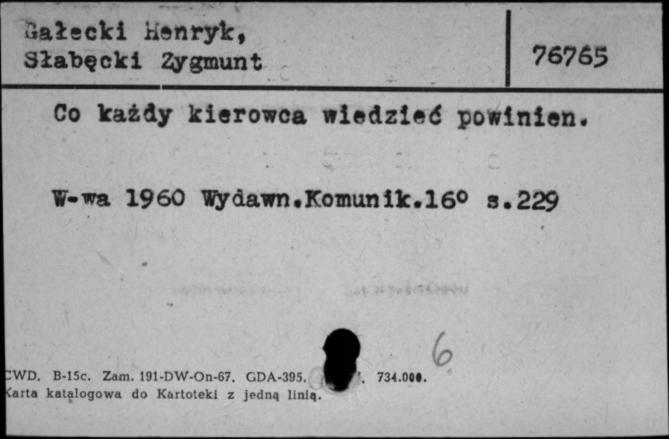 Gałecki Henryk,
Słabęcki Zygmunt
76765
Co każdy kierowca wiedzieć powinien.
W-wa 1960 Wydawn.Komunik.16° s.229
6
CWD. B-15c. Zam. 191-DW-On-67. GDA-395. 734.000.
Karta katalogowa do Kartoteki z jedną linią.